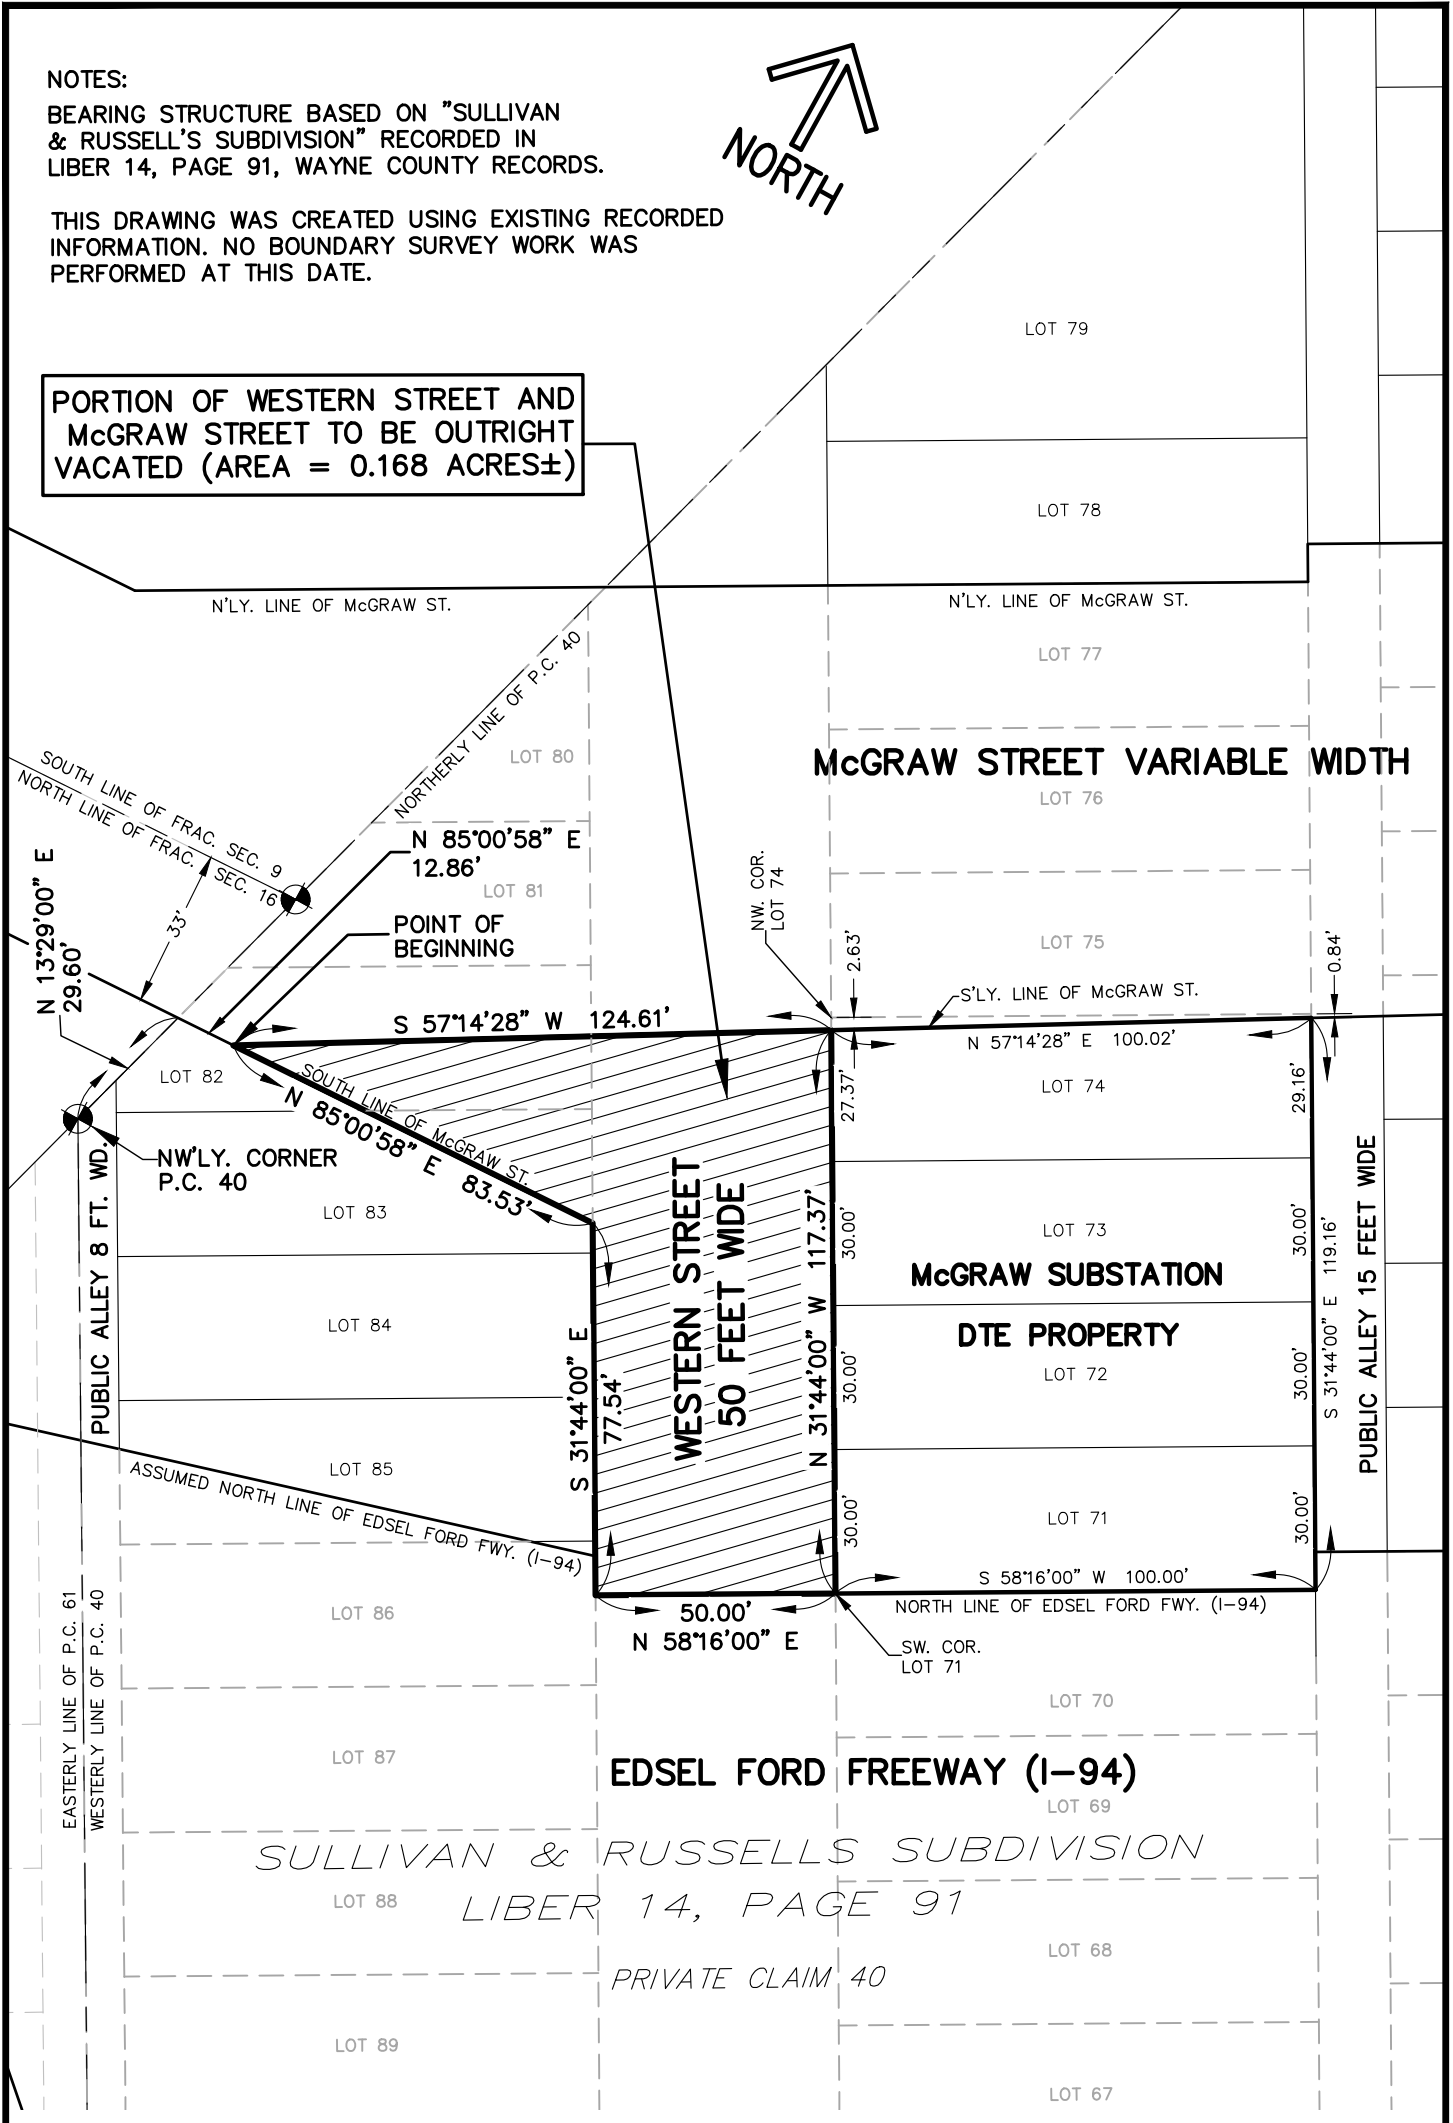 NOTES:
BEARING STRUCTURE BASED ON "SULLIVAN
& RUSSELL'S SUBDIVISION" RECORDED IN
LIBER 14, PAGE 91, WAYNE COUNTY RECORDS.
THIS DRAWING WAS CREATED USING EXISTING RECORDED
INFORMATION. NO BOUNDARY SURVEY WORK WAS
PERFORMED AT THIS DATE.
NORTH
PORTION OF WESTERN STREET AND
McGRAW STREET TO BE OUTRIGHT
VACATED (AREA = 0.168 ACRES±)
LOT 79
LOT 78
N'LY. LINE OF McGRAW ST.
N'LY. LINE OF McGRAW ST.
LOT 77
NORTHERLY LINE OF P.C. 40
LOT 80
McGRAW STREET VARIABLE WIDTH
LOT 76
SOUTH LINE OF FRAC. SEC. 9
NORTH LINE OF FRAC. SEC. 16
33'
N 13°29'00" E
29.60'
N 85°00'58" E
12.86'
LOT 81
POINT OF
BEGINNING
NW. COR.
LOT 74
LOT 75
2.63'
0.84'
S'LY. LINE OF McGRAW ST.
S 57°14'28" W 124.61'
N 57°14'28" E 100.02'
LOT 82
SOUTH LINE OF McGRAW ST.
N 85°00'58" E 83.53'
27.37'
LOT 74
29.16'
NW'LY. CORNER
P.C. 40
PUBLIC ALLEY 8 FT. WD.
LOT 83
WESTERN STREET
50 FEET WIDE
N 31°44'00" W 117.37'
30.00'
LOT 73
30.00'
McGRAW SUBSTATION
DTE PROPERTY
S 31°44'00" E 119.16'
PUBLIC ALLEY 15 FEET WIDE
LOT 84
S 31°44'00" E
77.54'
30.00'
LOT 72
30.00'
LOT 85
ASSUMED NORTH LINE OF EDSEL FORD FWY. (I-94)
30.00'
LOT 71
30.00'
S 58°16'00" W 100.00'
NORTH LINE OF EDSEL FORD FWY. (I-94)
50.00'
N 58°16'00" E
SW. COR.
LOT 71
EASTERLY LINE OF P.C. 61
WESTERLY LINE OF P.C. 40
LOT 86
LOT 70
LOT 87
EDSEL FORD FREEWAY (I-94)
LOT 69
SULLIVAN & RUSSELLS SUBDIVISION
LOT 88
LIBER 14, PAGE 91
LOT 68
PRIVATE CLAIM 40
LOT 89
LOT 67